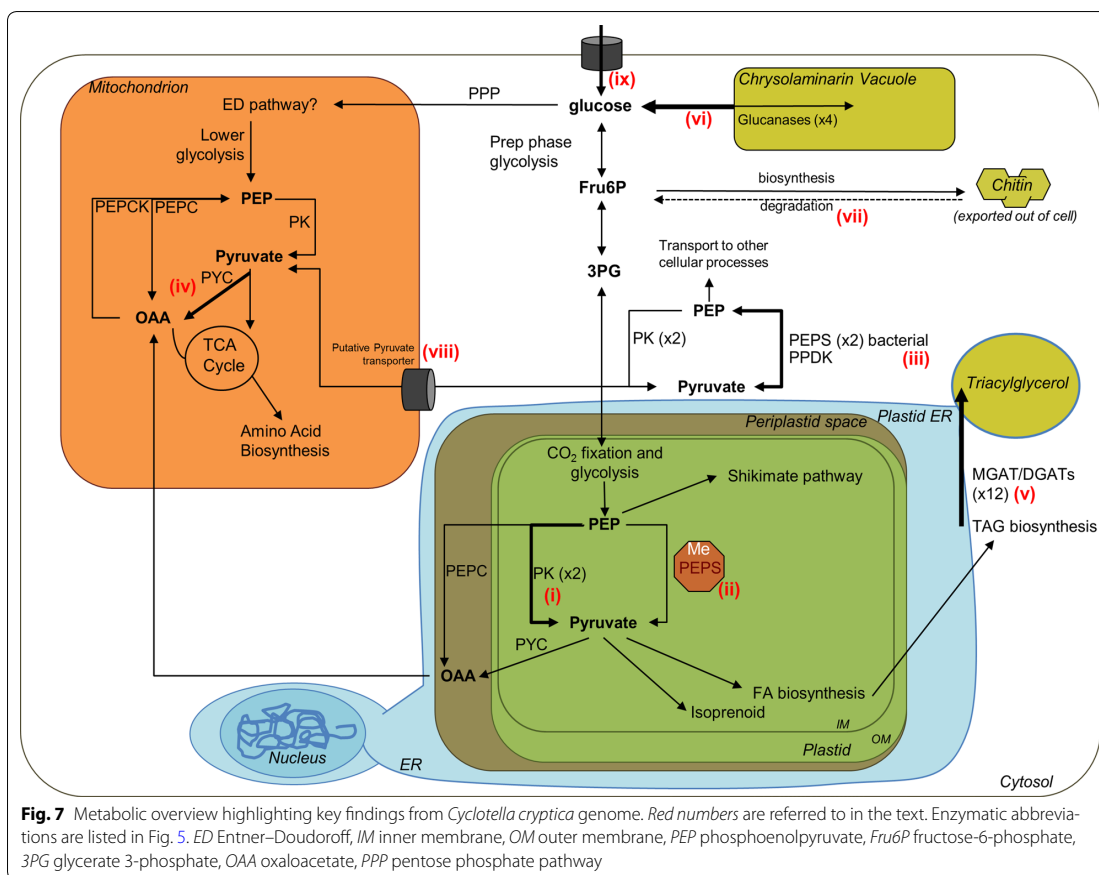 (ix)
Mitochondrion
Chrysolaminarin Vacuole
ED pathway?
PPP
glucose
(vi)
Glucanases (x4)
Lower
glycolysis
Prep phase
glycolysis
PEP
PEPCK
PEPC
PK
Fru6P
biosynthesis
degradation
(vii)
Chitin
(exported out of cell)
Pyruvate
(iv)
PYC
OAA
TCA
Cycle
3PG
Transport to other
cellular processes
PEP
PK (x2)
PEPS (x2) bacterial
PPDK
(iii)
Putative Pyruvate
transporter
(viii)
Pyruvate
Triacylglycerol
Amino Acid
Biosynthesis
Periplastid space
Plastid ER
CO₂ fixation and
glycolysis
Shikimate pathway
MGAT/DGATs
(x12) (v)
TAG biosynthesis
PEP
PEPC
PK (x2)
(i)
Me
PEPS
(ii)
Pyruvate
PYC
OAA
FA biosynthesis
Isoprenoid
IM
OM
Plastid
Nucleus
ER
Cytosol
Fig. 7 Metabolic overview highlighting key findings from Cyclotella cryptica genome. Red numbers are referred to in the text. Enzymatic abbrevia-
tions are listed in Fig. 5. ED Entner–Doudoroff, IM inner membrane, OM outer membrane, PEP phosphoenolpyruvate, Fru6P fructose-6-phosphate,
3PG glycerate 3-phosphate, OAA oxaloacetate, PPP pentose phosphate pathway